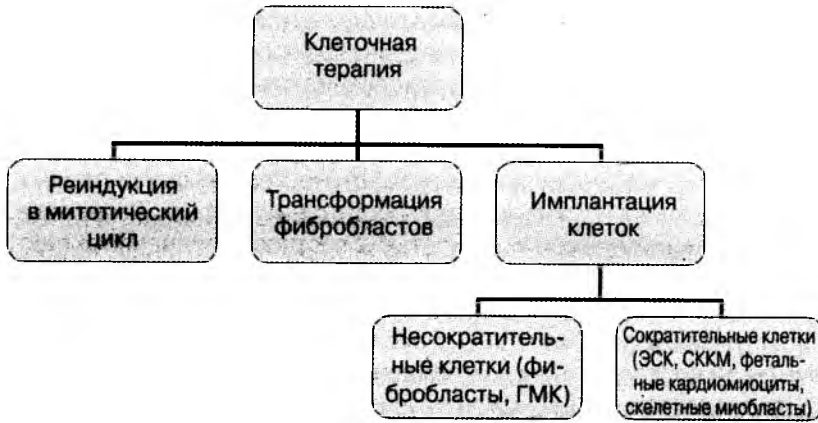 Клеточная
терапия
Реиндукция
в митотический
цикл
Трансформация
фибробластов
Имплантация
клеток
Несократитель-
ные клетки (фи-
бробласты, ГМК)
Сократительные клетки
(ЭСК, СККМ, феталь-
ные кардиомиоциты,
скелетные миобласты)